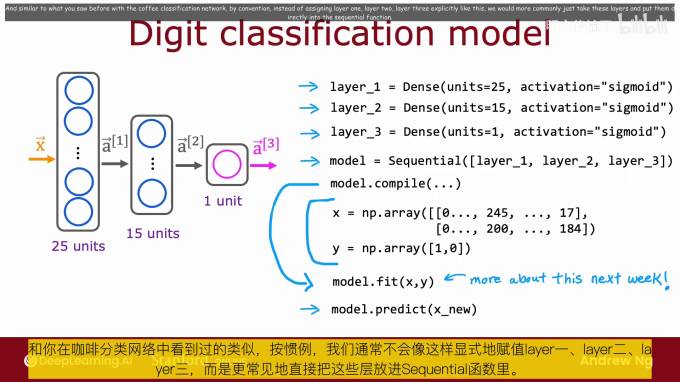 And similar to what you saw before with the coffee classification network, by convention, instead of assigning layer one, layer two, layer three explicitly like this, we would more commonly just take these layers and put them d
irectly into the sequential function.
Digit classification model
x
a[1]
a[2]
a[3]
25 units
15 units
1 unit
layer_1 = Dense(units=25, activation="sigmoid")
layer_2 = Dense(units=15, activation="sigmoid")
layer_3 = Dense(units=1, activation="sigmoid")
model = Sequential([layer_1, layer_2, layer_3])
model.compile(...)
x = np.array([[0..., 245, ..., 17],
[0..., 200, ..., 184]])
y = np.array([1,0])
model.fit(x,y)
more about this next week!
model.predict(x_new)
DeepLearning.AI
Stanford ONLINE
Andrew Ng
和你在咖啡分类网络中看到过的类似，按惯例，我们通常不会像这样显式地赋值layer一、layer二、la
yer三，而是更常见地直接把这些层放进Sequential函数里。
bilibili